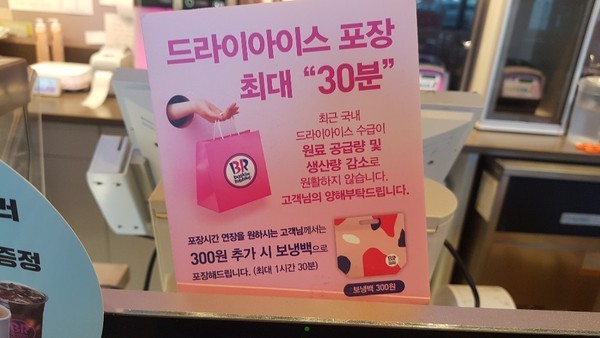 드라이아이스 포장
최대 “30분”
최근 국내
드라이아이스 수급이
원료 공급량 및
생산량 감소로
원활하지 않습니다.
고객님의 양해부탁드립니다.
BR
baskin robbins
포장시간 연장을 원하시는 고객님께서는
300원 추가 시 보냉백으로
포장해드립니다. (최대 1시간 30분)
BR
보냉백 300원
러
증정